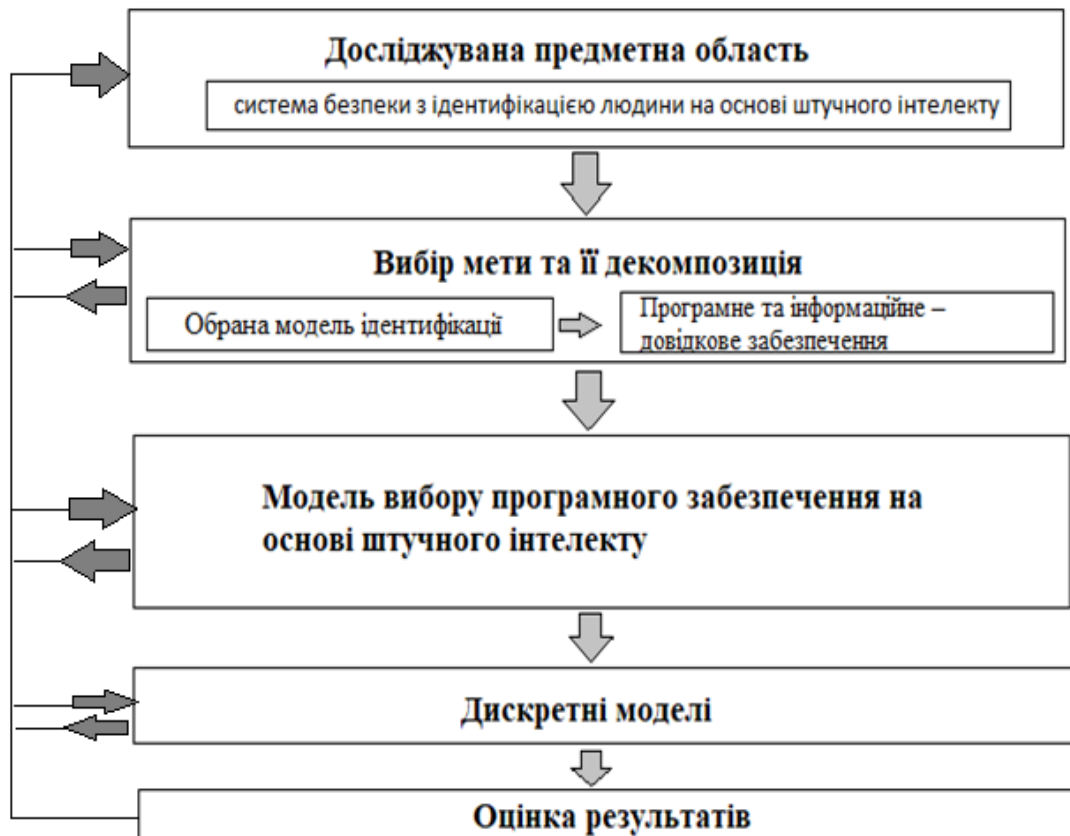 Досліджувана предметна область
система безпеки з ідентифікацією людини на основі штучного інтелекту
Вибір мети та її декомпозиція
Обрана модель ідентифікації
Програмне та інформаційне –
довідкове забезпечення
Модель вибору програмного забезпечення на
основі штучного інтелекту
Дискретні моделі
Оцінка результатів